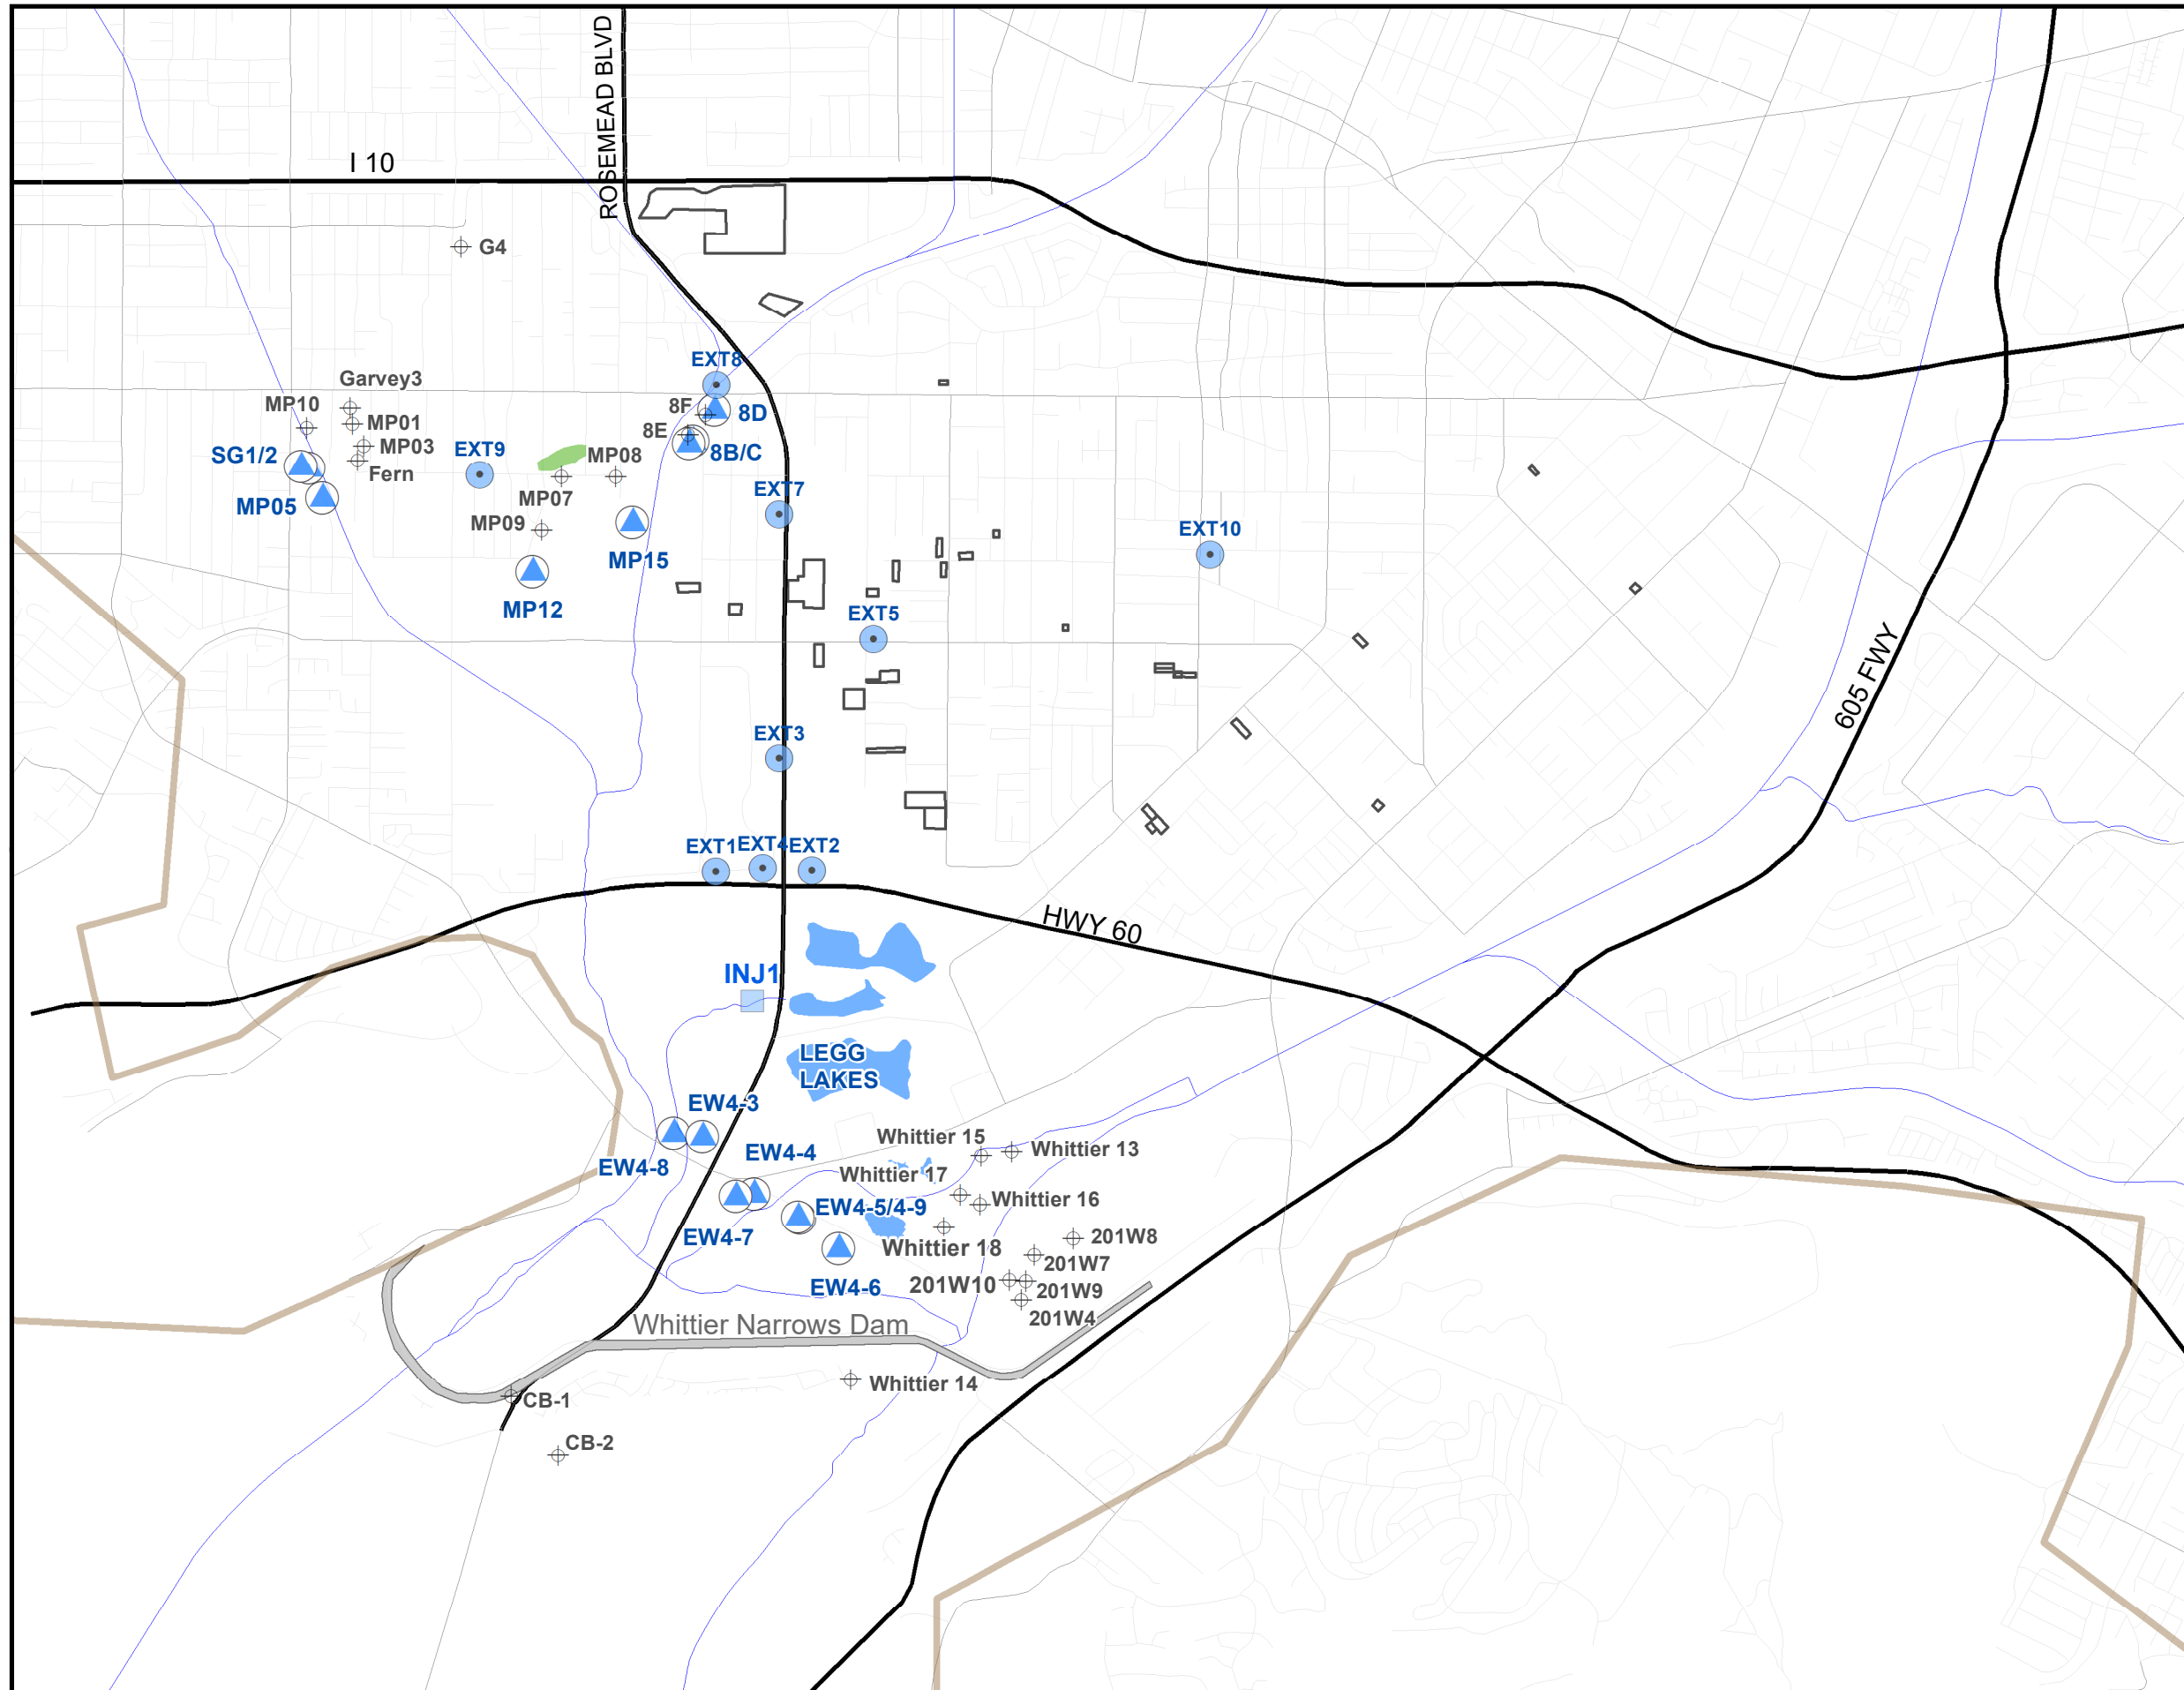 ROSEMEAD BLVD
I 10
G4
EXT8
Garvey3
MP10
8F
8D
MP01
8E
MP03
EXT9
8B/C
SG1/2
MP08
Fern
EXT7
MP07
MP05
MP09
EXT10
MP15
MP12
EXT5
605 FWY
EXT3
EXT1
EXT4
EXT2
HWY 60
INJ1
LEGG
LAKES
EW4-3
Whittier 15
Whittier 13
EW4-4
EW4-8
Whittier 17
Whittier 16
EW4-5/4-9
EW4-7
201W8
Whittier 18
201W7
EW4-6
201W10
201W9
201W4
Whittier Narrows Dam
Whittier 14
CB-1
CB-2